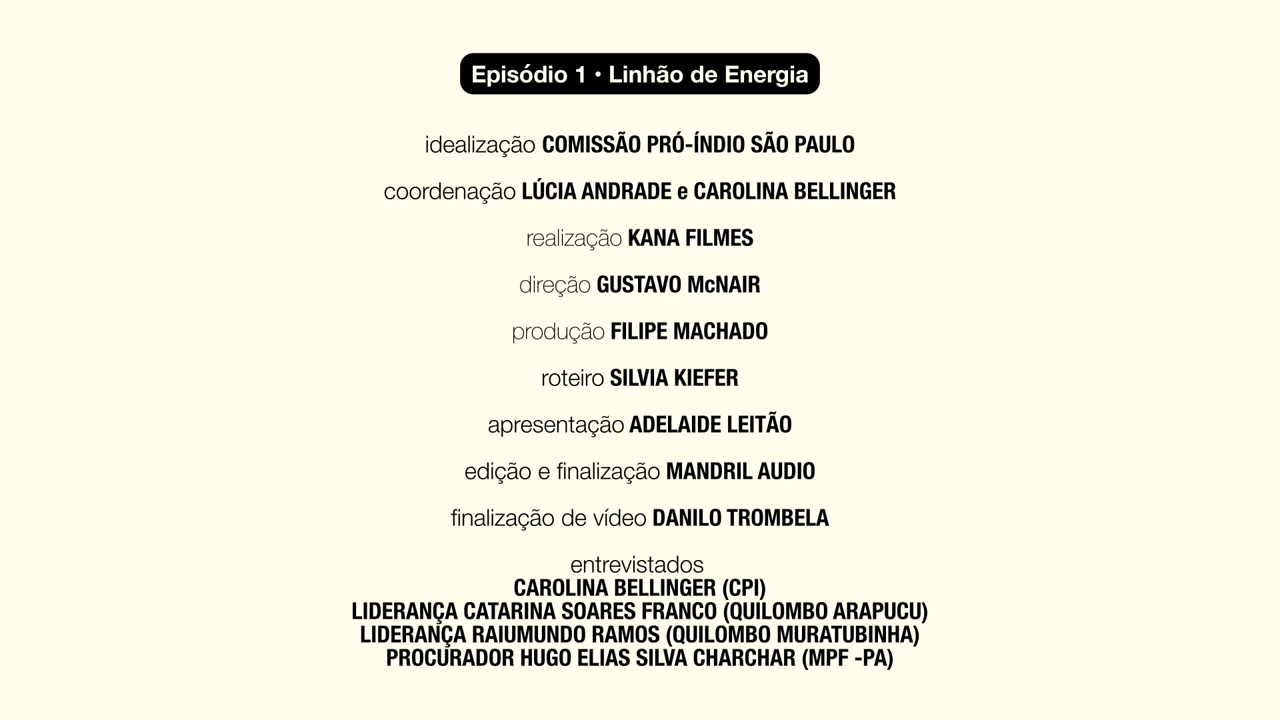 Episódio 1 • Linhão de Energia
idealização COMISSÃO PRÓ-ÍNDIO SÃO PAULO
coordenação LÚCIA ANDRADE e CAROLINA BELLINGER
realização KANA FILMES
direção GUSTAVO McNAIR
produção FILIPE MACHADO
roteiro SILVIA KIEFER
apresentação ADELAIDE LEITÃO
edição e finalização MANDRIL AUDIO
finalização de vídeo DANILO TROMBELA
entrevistados
CAROLINA BELLINGER (CPI)
LIDERANÇA CATARINA SOARES FRANCO (QUILOMBO ARAPUCU)
LIDERANÇA RAIUMUNDO RAMOS (QUILOMBO MURATUBINHA)
PROCURADOR HUGO ELIAS SILVA CHARCHAR (MPF -PA)